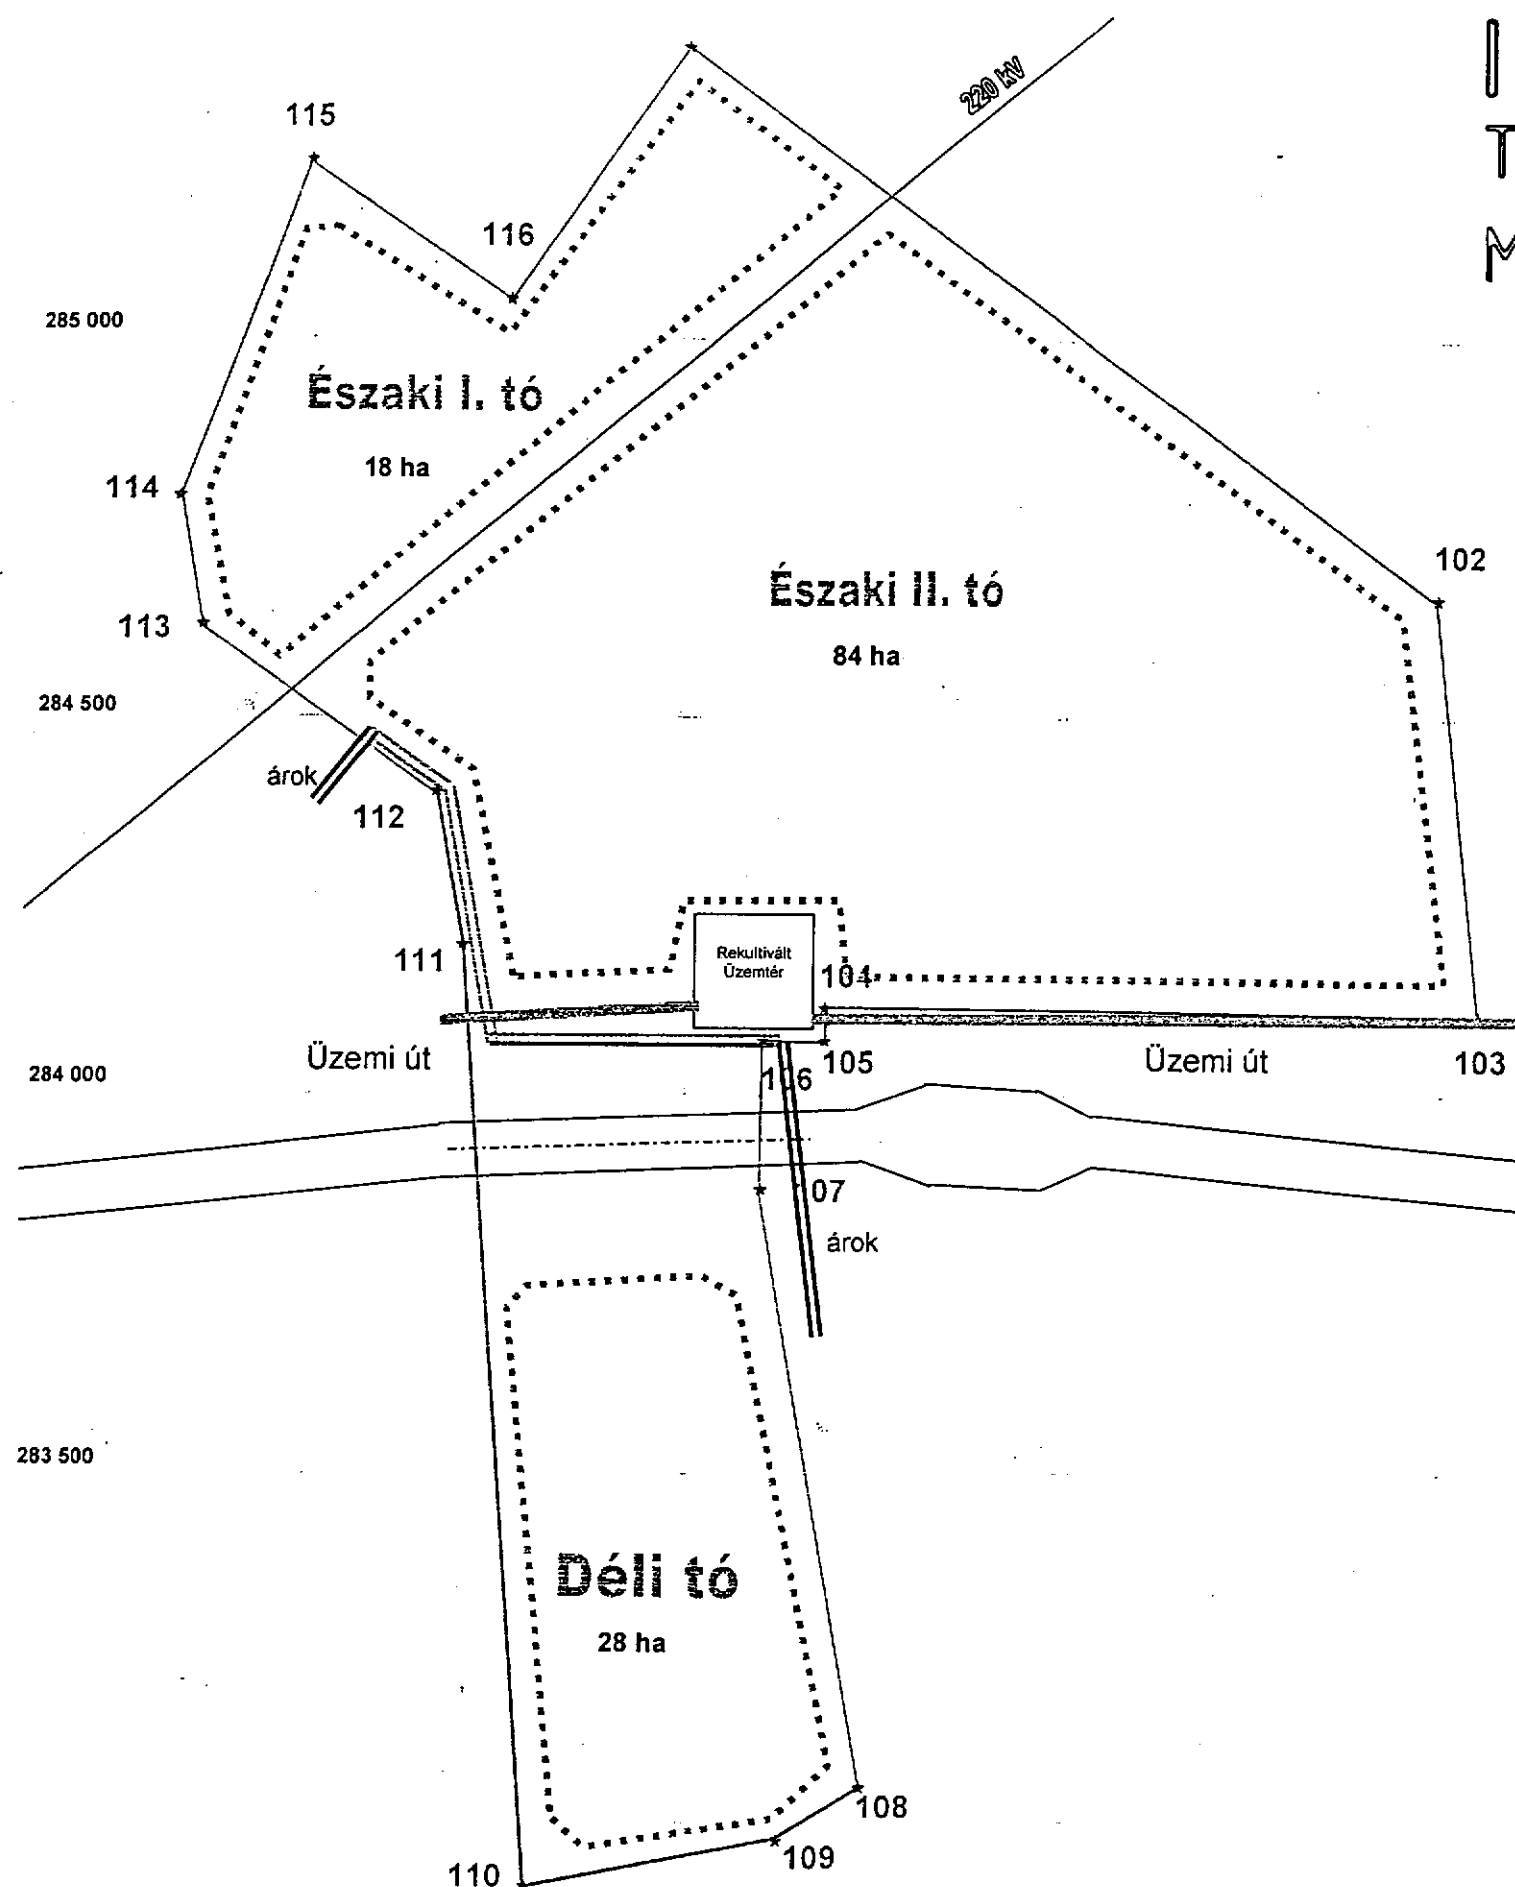 I
220 kV
115
T
116
M
285 000
Északi I. tó
18 ha
114
102
Északi II. tó
113
84 ha
284 500
árok
112
Rekultivált
Üzemtér
111
104
Üzemi út
105
Üzemi út
103
284 000
1 6
07
árok
283 500
Déli tó
28 ha
108
109
110